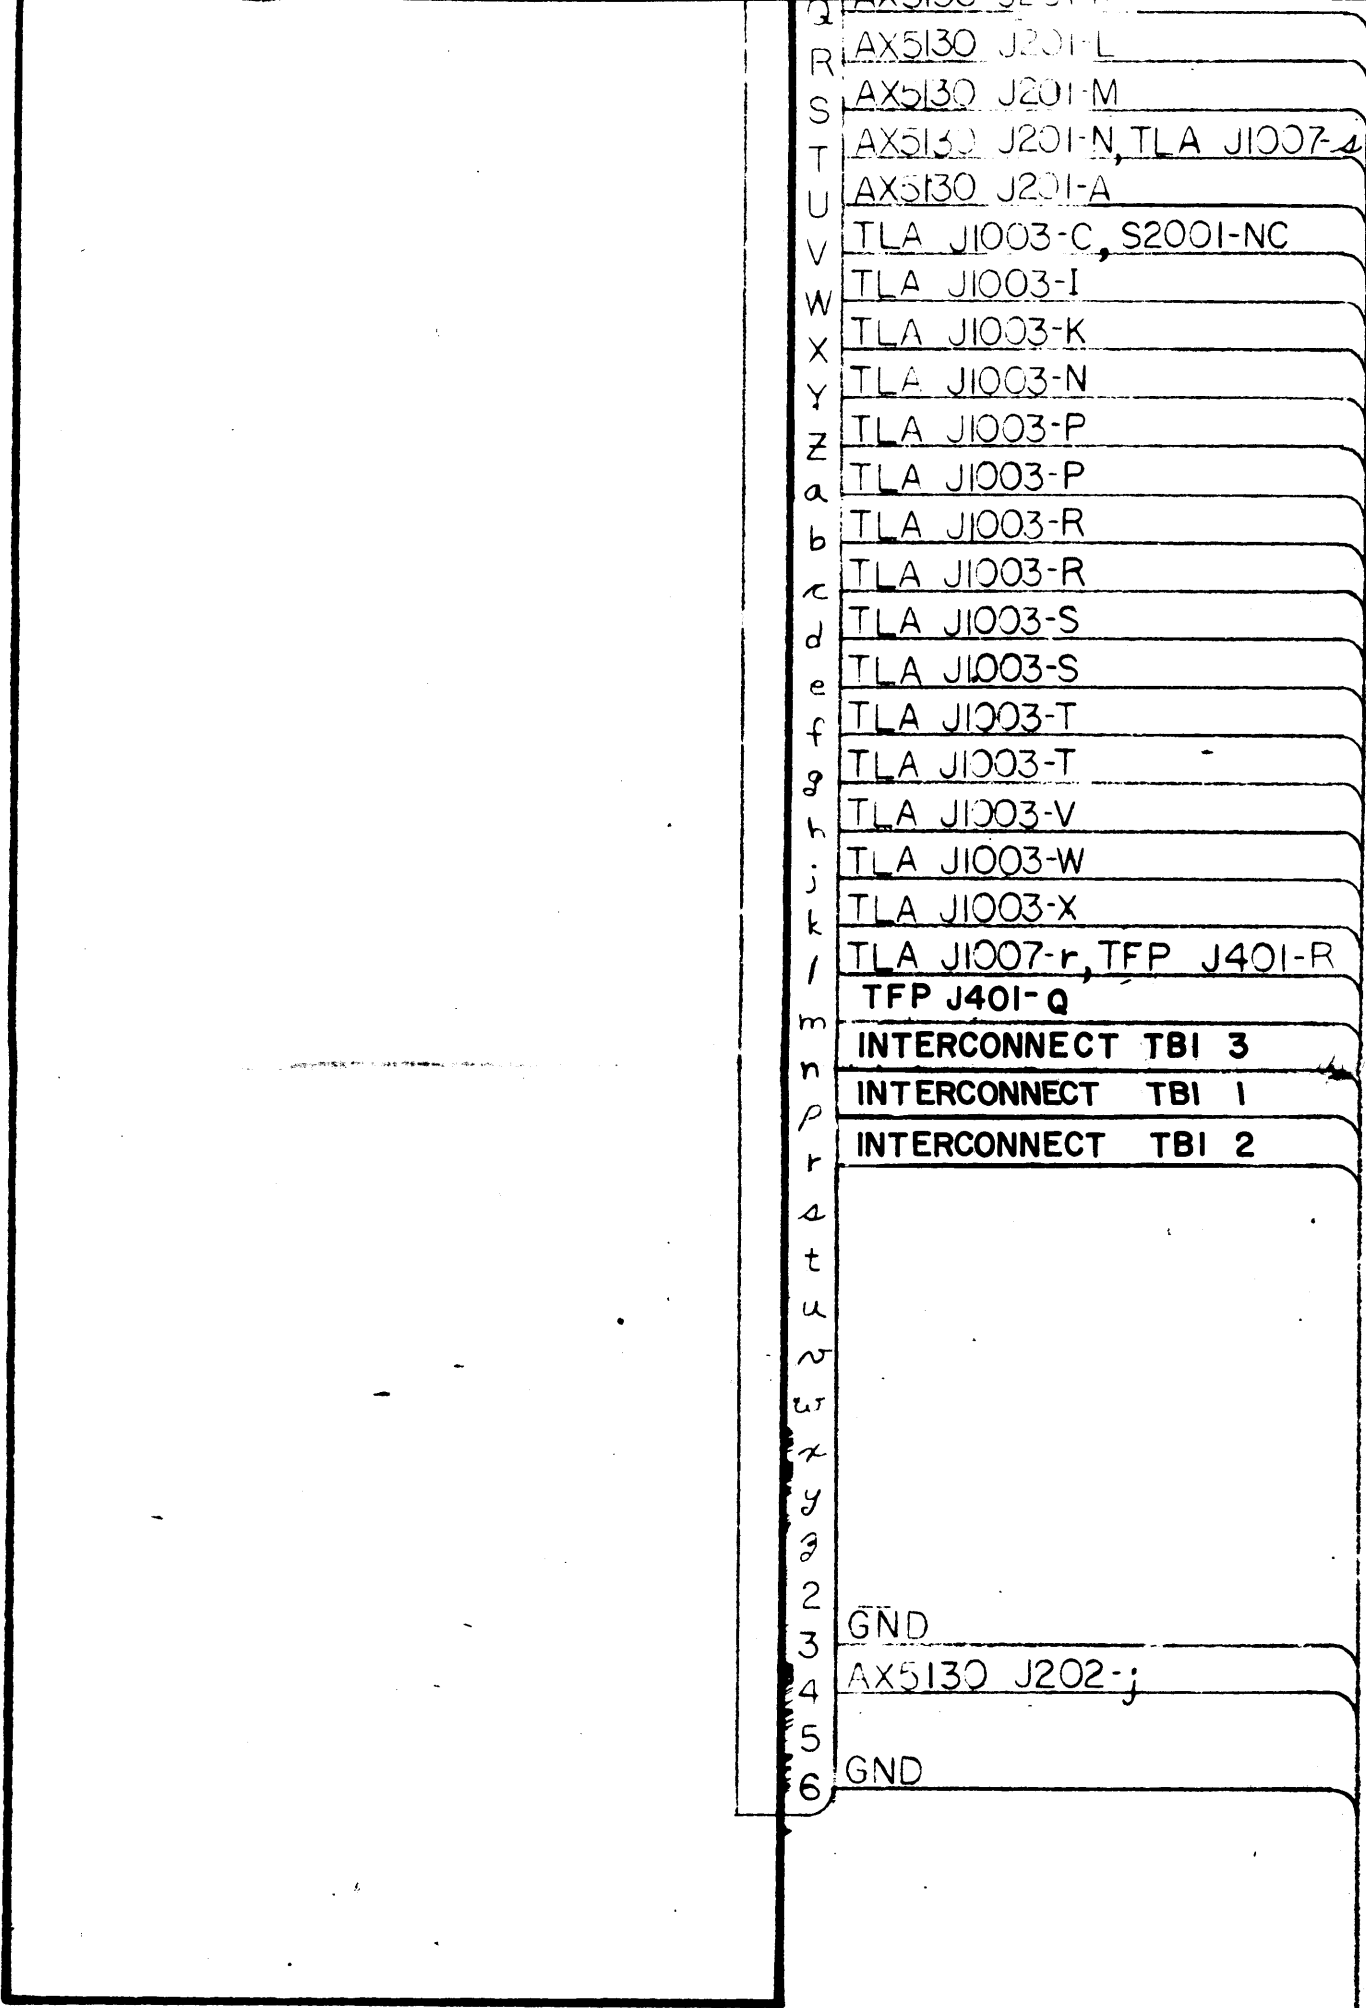 Q AX5130
R AX5130 J201-L
S AX5130 J201-M
T AX5130 J201-N, TLA J1007-s
U AX5130 J201-A
V TLA J1003-C, S2001-NC
W TLA J1003-I
X TLA J1003-K
Y TLA J1003-N
Z TLA J1003-P
a TLA J1003-P
b TLA J1003-R
c TLA J1003-R
d TLA J1003-S
e TLA J1003-S
f TLA J1003-T
g TLA J1003-T
h TLA J1003-V
j TLA J1003-W
k TLA J1003-X
l TLA J1007-r, TFP J401-R
m TFP J401-Q
n INTERCONNECT TB1 3
p INTERCONNECT TB1 1
r INTERCONNECT TB1 2
s
t
u
v
w
x
y
z
2
3 GND
4 AX5130 J202-j
5
6 GND